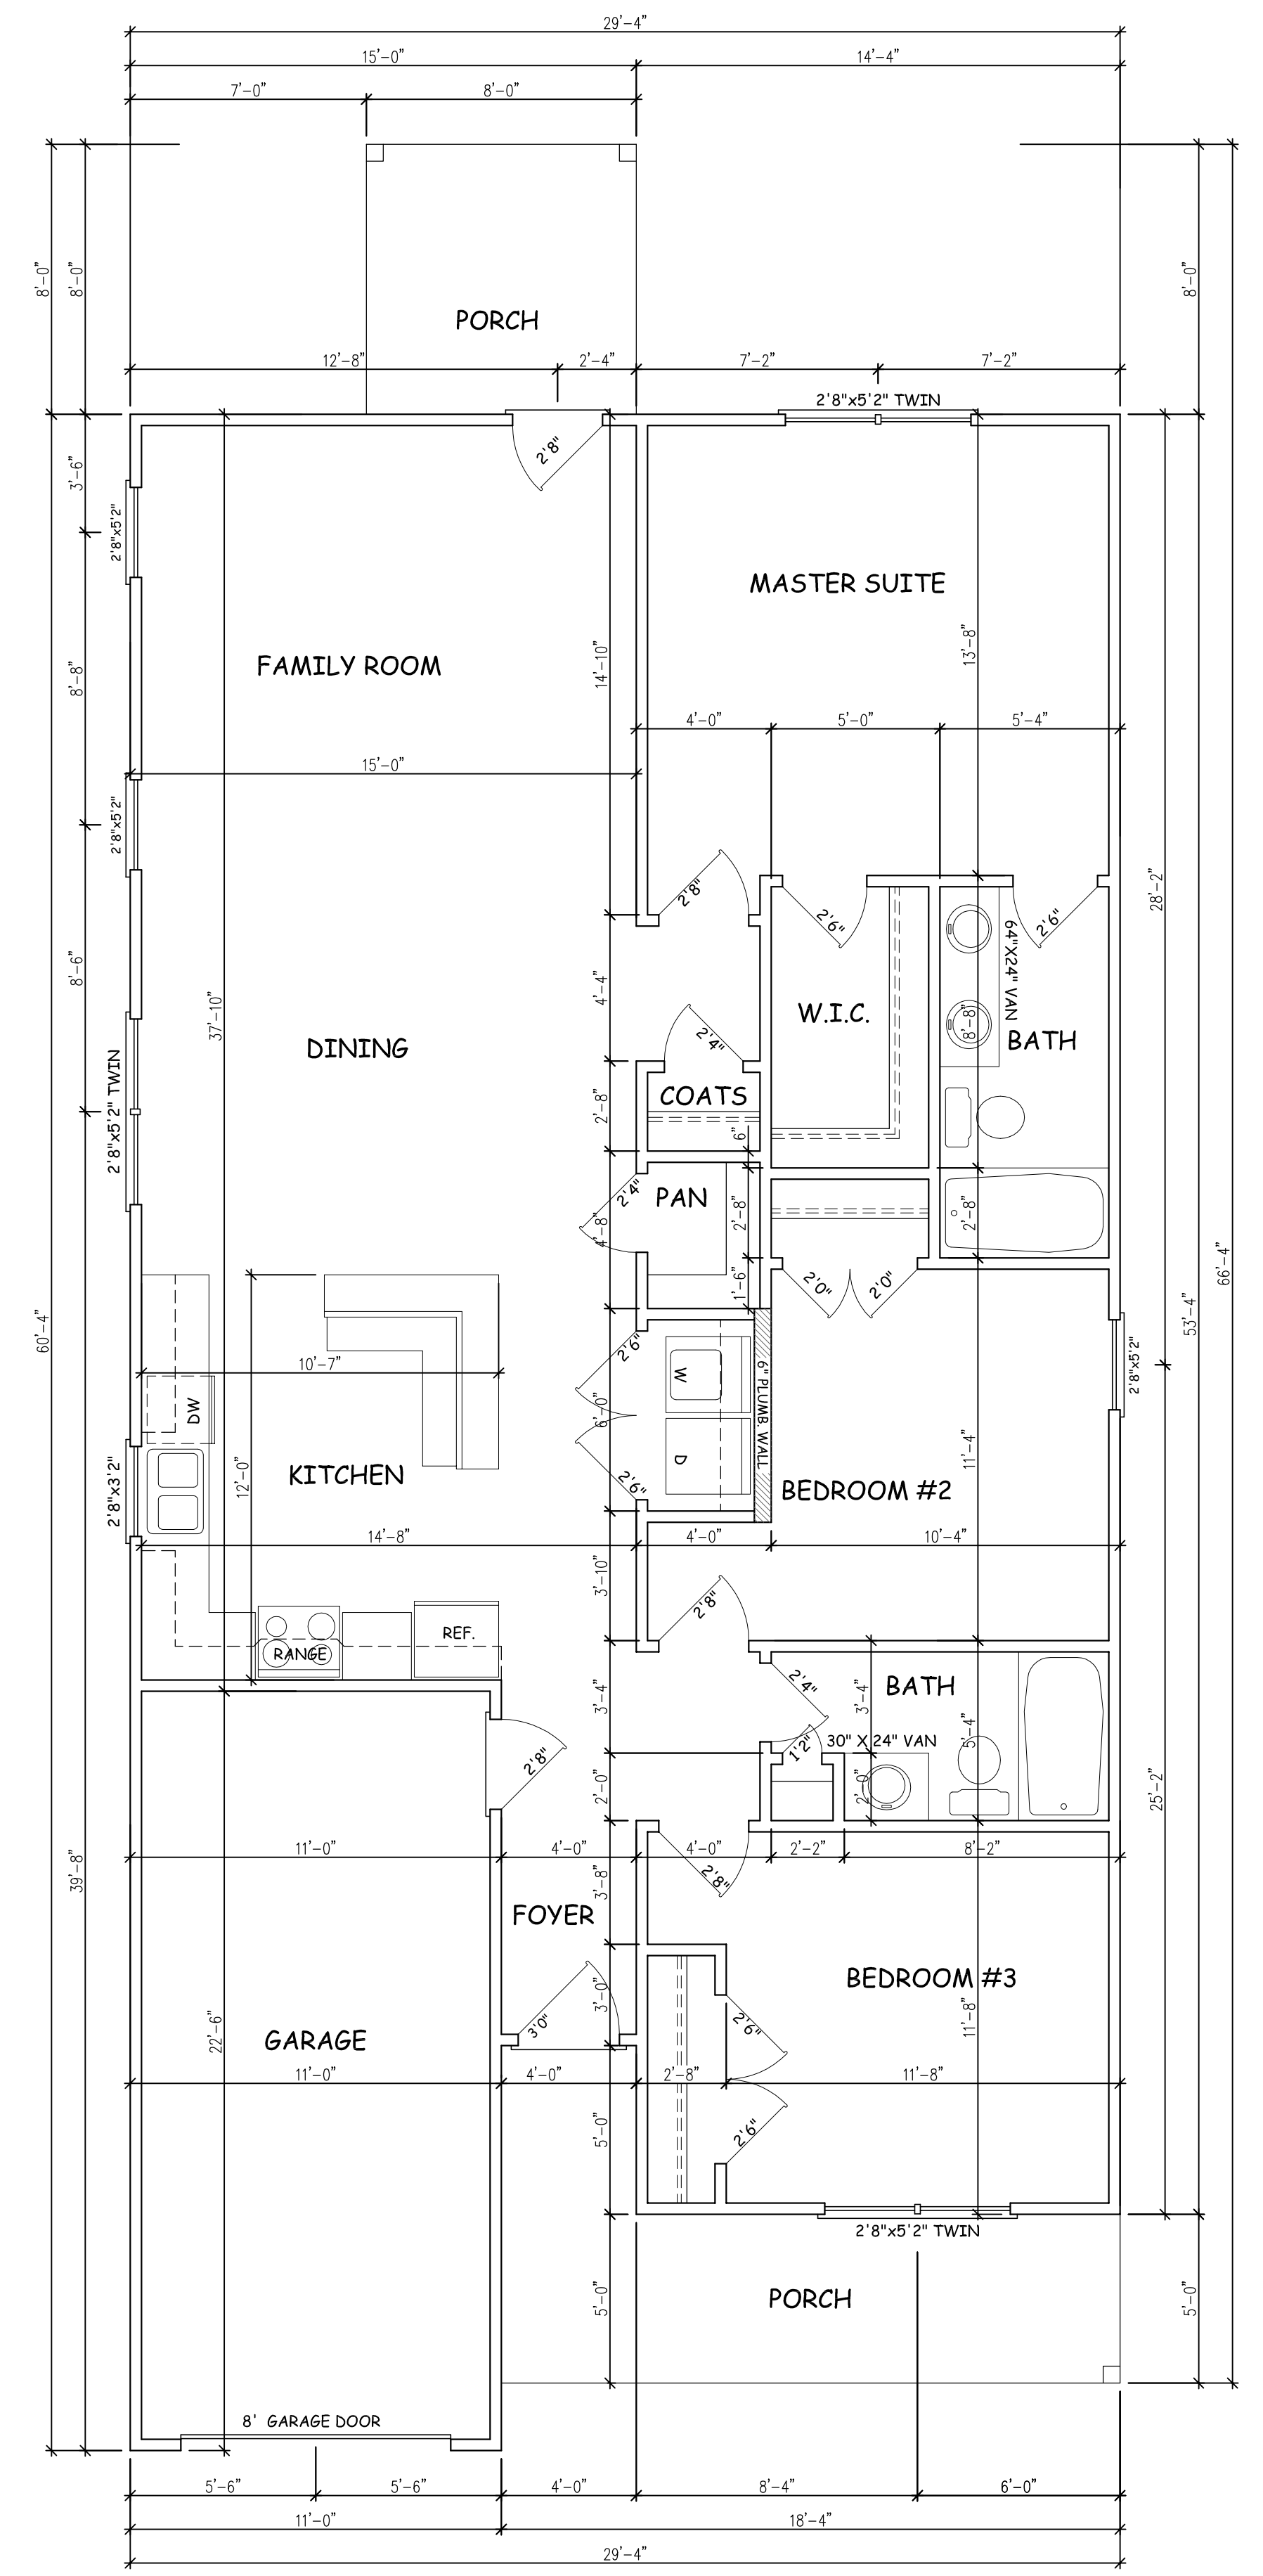 29'-4"
15'-0" 14'-4"
7'-0" 8'-0"
8'-0" 8'-0" 8'-0"
PORCH
12'-8" 2'-4" 7'-2" 7'-2"
2'8"x5'2" TWIN
2'8"
3'-6"
2'8"x5'2"
MASTER SUITE
FAMILY ROOM
14'-10" 13'-8"
8'-8"
4'-0" 5'-0" 5'-4"
15'-0"
2'8"x5'2"
28'-2"
2'8" 2'6" 2'6"
64"X24" VAN
8'-6" 37'-10" 4'-4"
W.I.C.
8'-8"
BATH
2'4"
DINING
2'8"x5'2" TWIN
COATS
2'-8"
6"
PAN
2'4" 4'-8" 2'-8" 2'-8"
66'-4"
2'0" 2'0"
1'-6"
60'-4" 53'-4"
2'6"
10'-7"
W
6" PLUMB. WALL
2'8"x5'2"
DW
6'-0"
D
2'6"
2'8"x3'2"
12'-0"
KITCHEN
11'-4"
BEDROOM #2
14'-8" 4'-0" 10'-4"
3'-10"
2'8"
REF.
RANGE
BATH
2'4"
3'-4" 3'-4"
5'-4"
30" X 24" VAN
1'2"
2'8"
2'-0" 2'-0"
25'-2"
11'-0" 4'-0" 4'-0" 2'-2" 8'-2"
39'-8"
2'8"
3'-8"
FOYER
BEDROOM #3
3'-0"
3'0"
2'6"
11'-8"
22'-6"
GARAGE
11'-0" 4'-0" 2'-8" 11'-8"
5'-0"
2'6"
2'8"x5'2" TWIN
PORCH
5'-0" 5'-0"
8' GARAGE DOOR
5'-6" 5'-6" 4'-0" 8'-4" 6'-0"
11'-0" 18'-4"
29'-4"